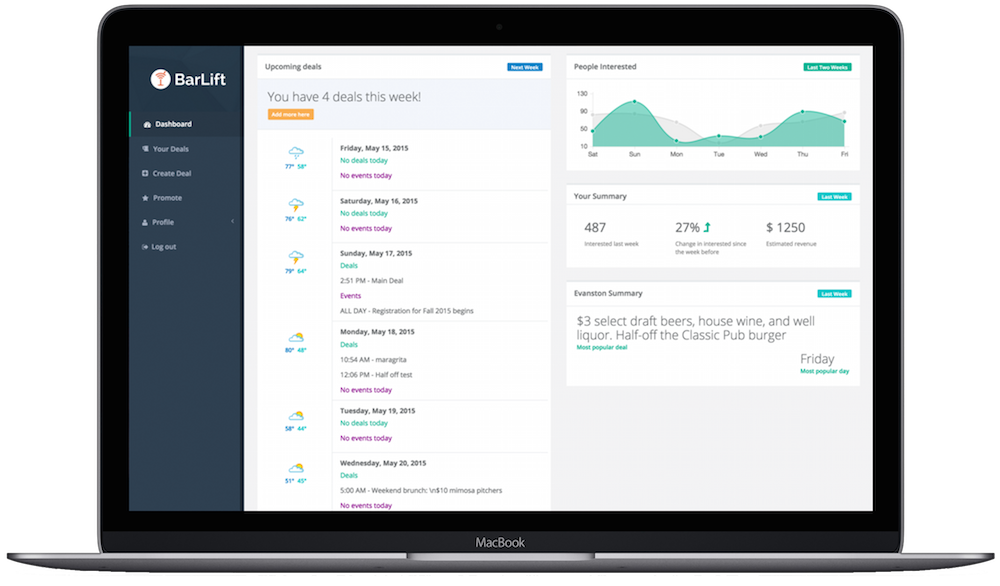 BarLift
Dashboard
Your Deals
Create Deal
Promote
Profile
Log out
Upcoming deals
Next Week
You have 4 deals this week!
Add more here
77° 58°
Friday, May 15, 2015
No deals today
No events today
76° 62°
Saturday, May 16, 2015
No deals today
No events today
79° 64°
Sunday, May 17, 2015
Deals
2:51 PM - Main Deal
Events
ALL DAY - Registration for Fall 2015 begins
80° 48°
Monday, May 18, 2015
Deals
10:54 AM - maragrita
12:06 PM - Half off test
No events today
58° 44°
Tuesday, May 19, 2015
No deals today
No events today
51° 45°
Wednesday, May 20, 2015
Deals
5:00 AM - Weekend brunch: \n$10 mimosa pitchers
No events today
People Interested
Last Two Weeks
130
90
50
10
Sat Sun Mon Tue Wed Thu Fri
Your Summary
Last Week
487
Interested last week
27%
Change in interested since
the week before
$ 1250
Estimated revenue
Evanston Summary
Last Week
$3 select draft beers, house wine, and well
liquor. Half-off the Classic Pub burger
Most popular deal
Friday
Most popular day
MacBook